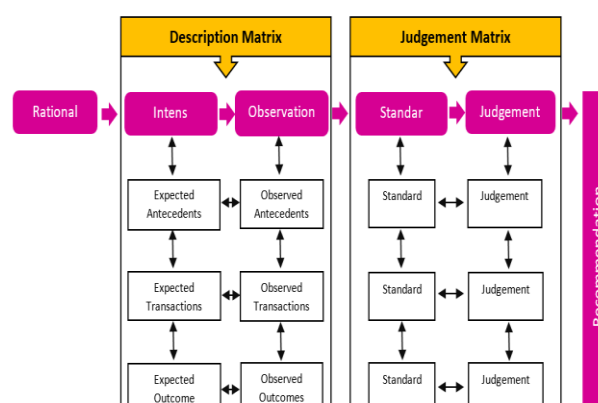 Description Matrix
Judgement Matrix
Rational
Intens
Observation
Standar
Judgement
Recommendation
Expected
Antecedents
Observed
Antecedents
Standard
Judgement
Expected
Transactions
Observed
Transactions
Standard
Judgement
Expected
Outcome
Observed
Outcomes
Standard
Judgement